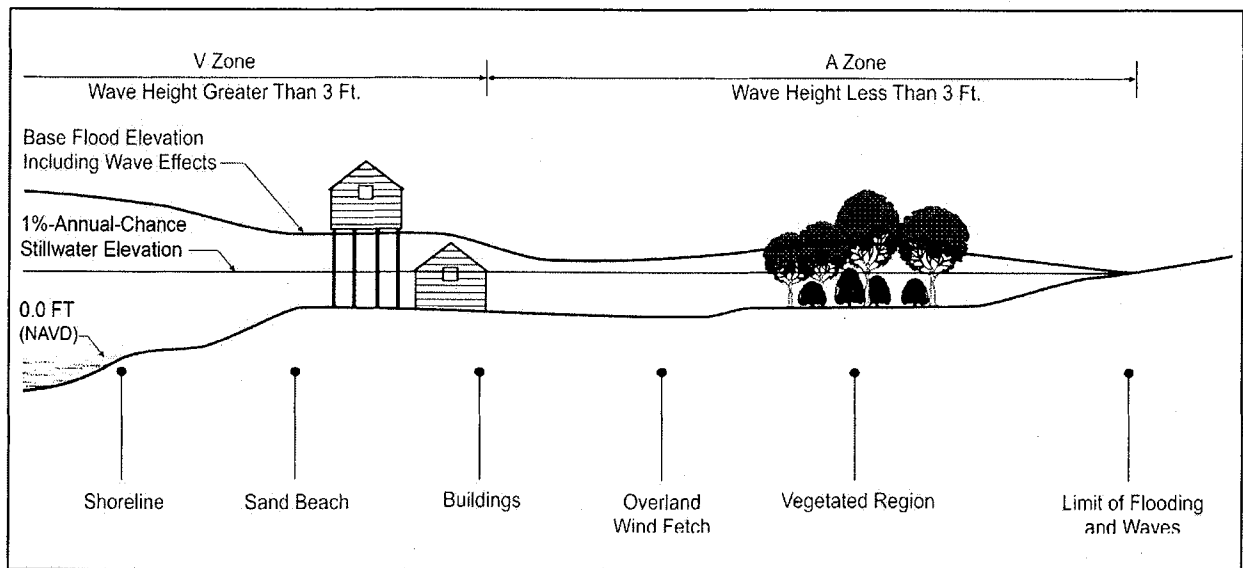 V Zone
Wave Height Greater Than 3 Ft.
A Zone
Wave Height Less Than 3 Ft.
Base Flood Elevation
Including Wave Effects
1%-Annual-Chance
Stillwater Elevation
0.0 FT
(NAVD)
Shoreline
Sand Beach
Buildings
Overland
Wind Fetch
Vegetated Region
Limit of Flooding
and Waves